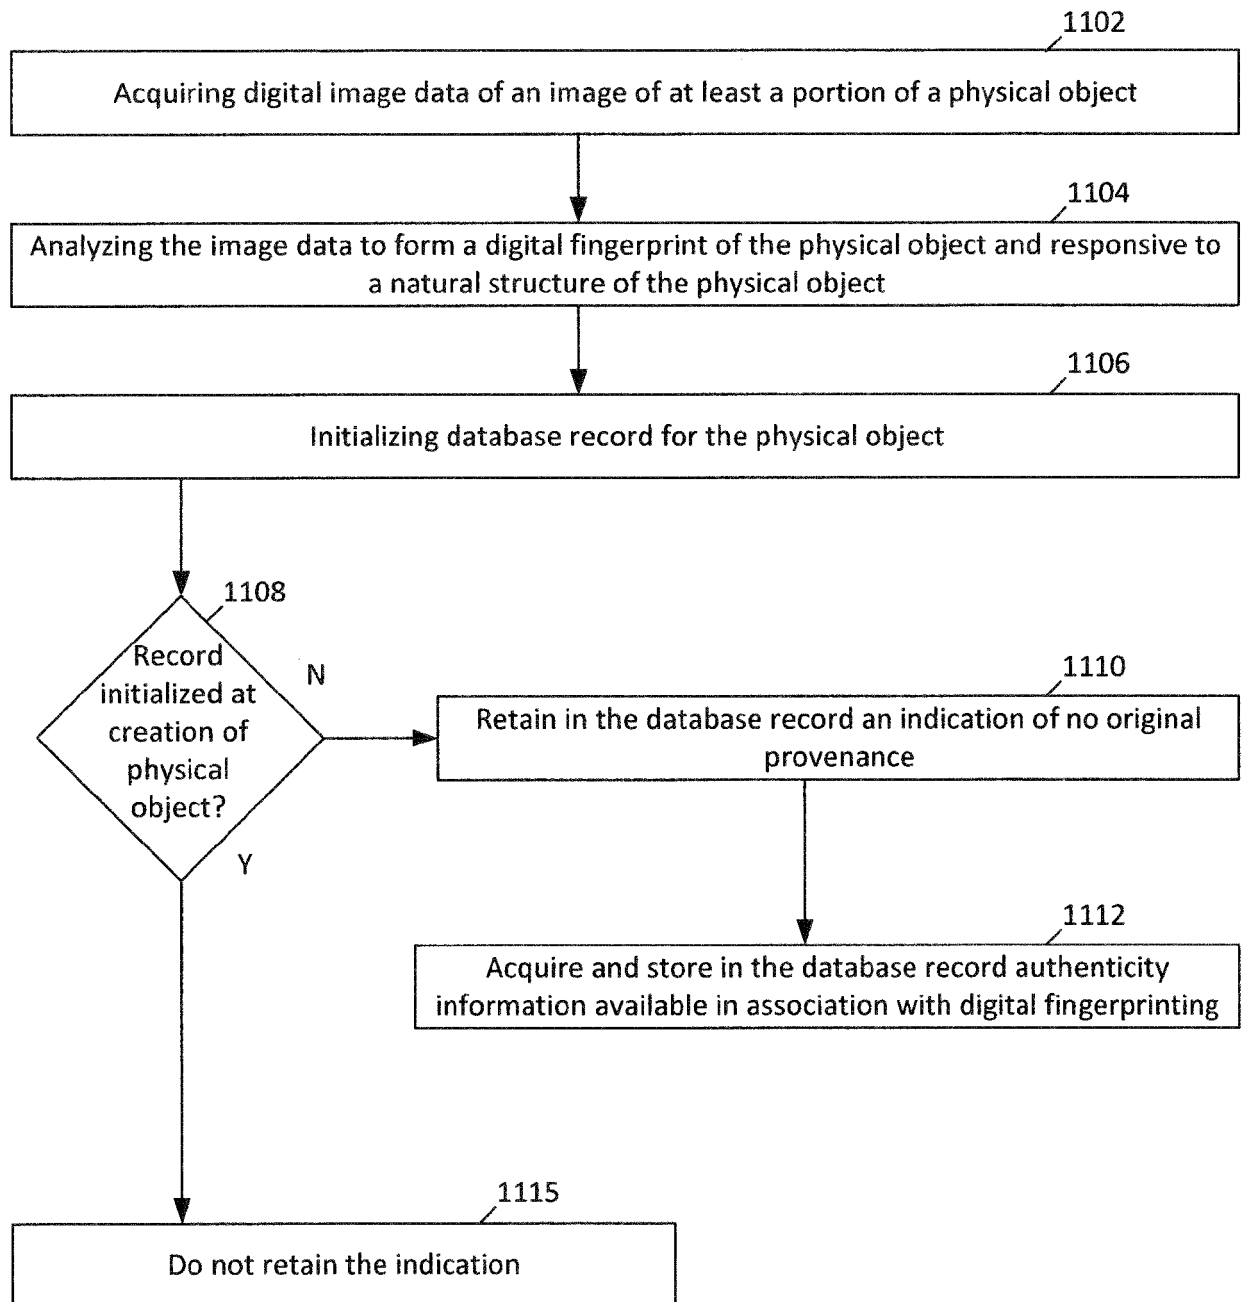 1102
Acquiring digital image data of an image of at least a portion of a physical object
1104
Analyzing the image data to form a digital fingerprint of the physical object and responsive to
a natural structure of the physical object
1106
Initializing database record for the physical object
1108
Record
initialized at
creation of
physical
object?
N
Y
1110
Retain in the database record an indication of no original
provenance
1112
Acquire and store in the database record authenticity
information available in association with digital fingerprinting
1115
Do not retain the indication